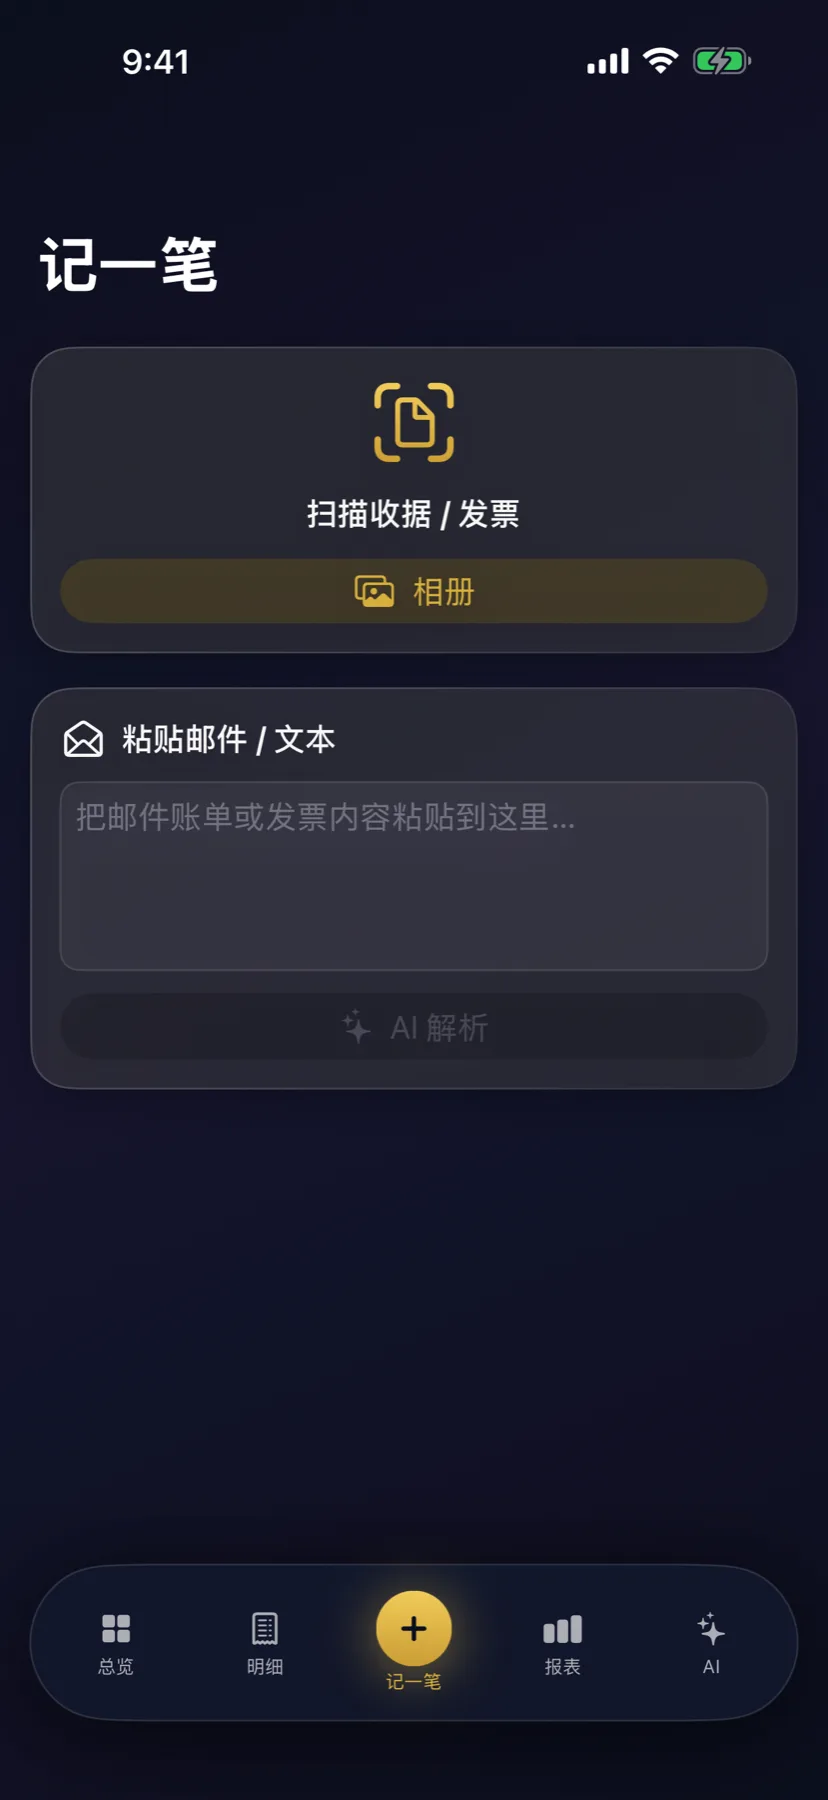 9:41
记一笔
扫描收据 / 发票
相册
粘贴邮件 / 文本
把邮件账单或发票内容粘贴到这里...
AI 解析
总览
明细
记一笔
报表
AI